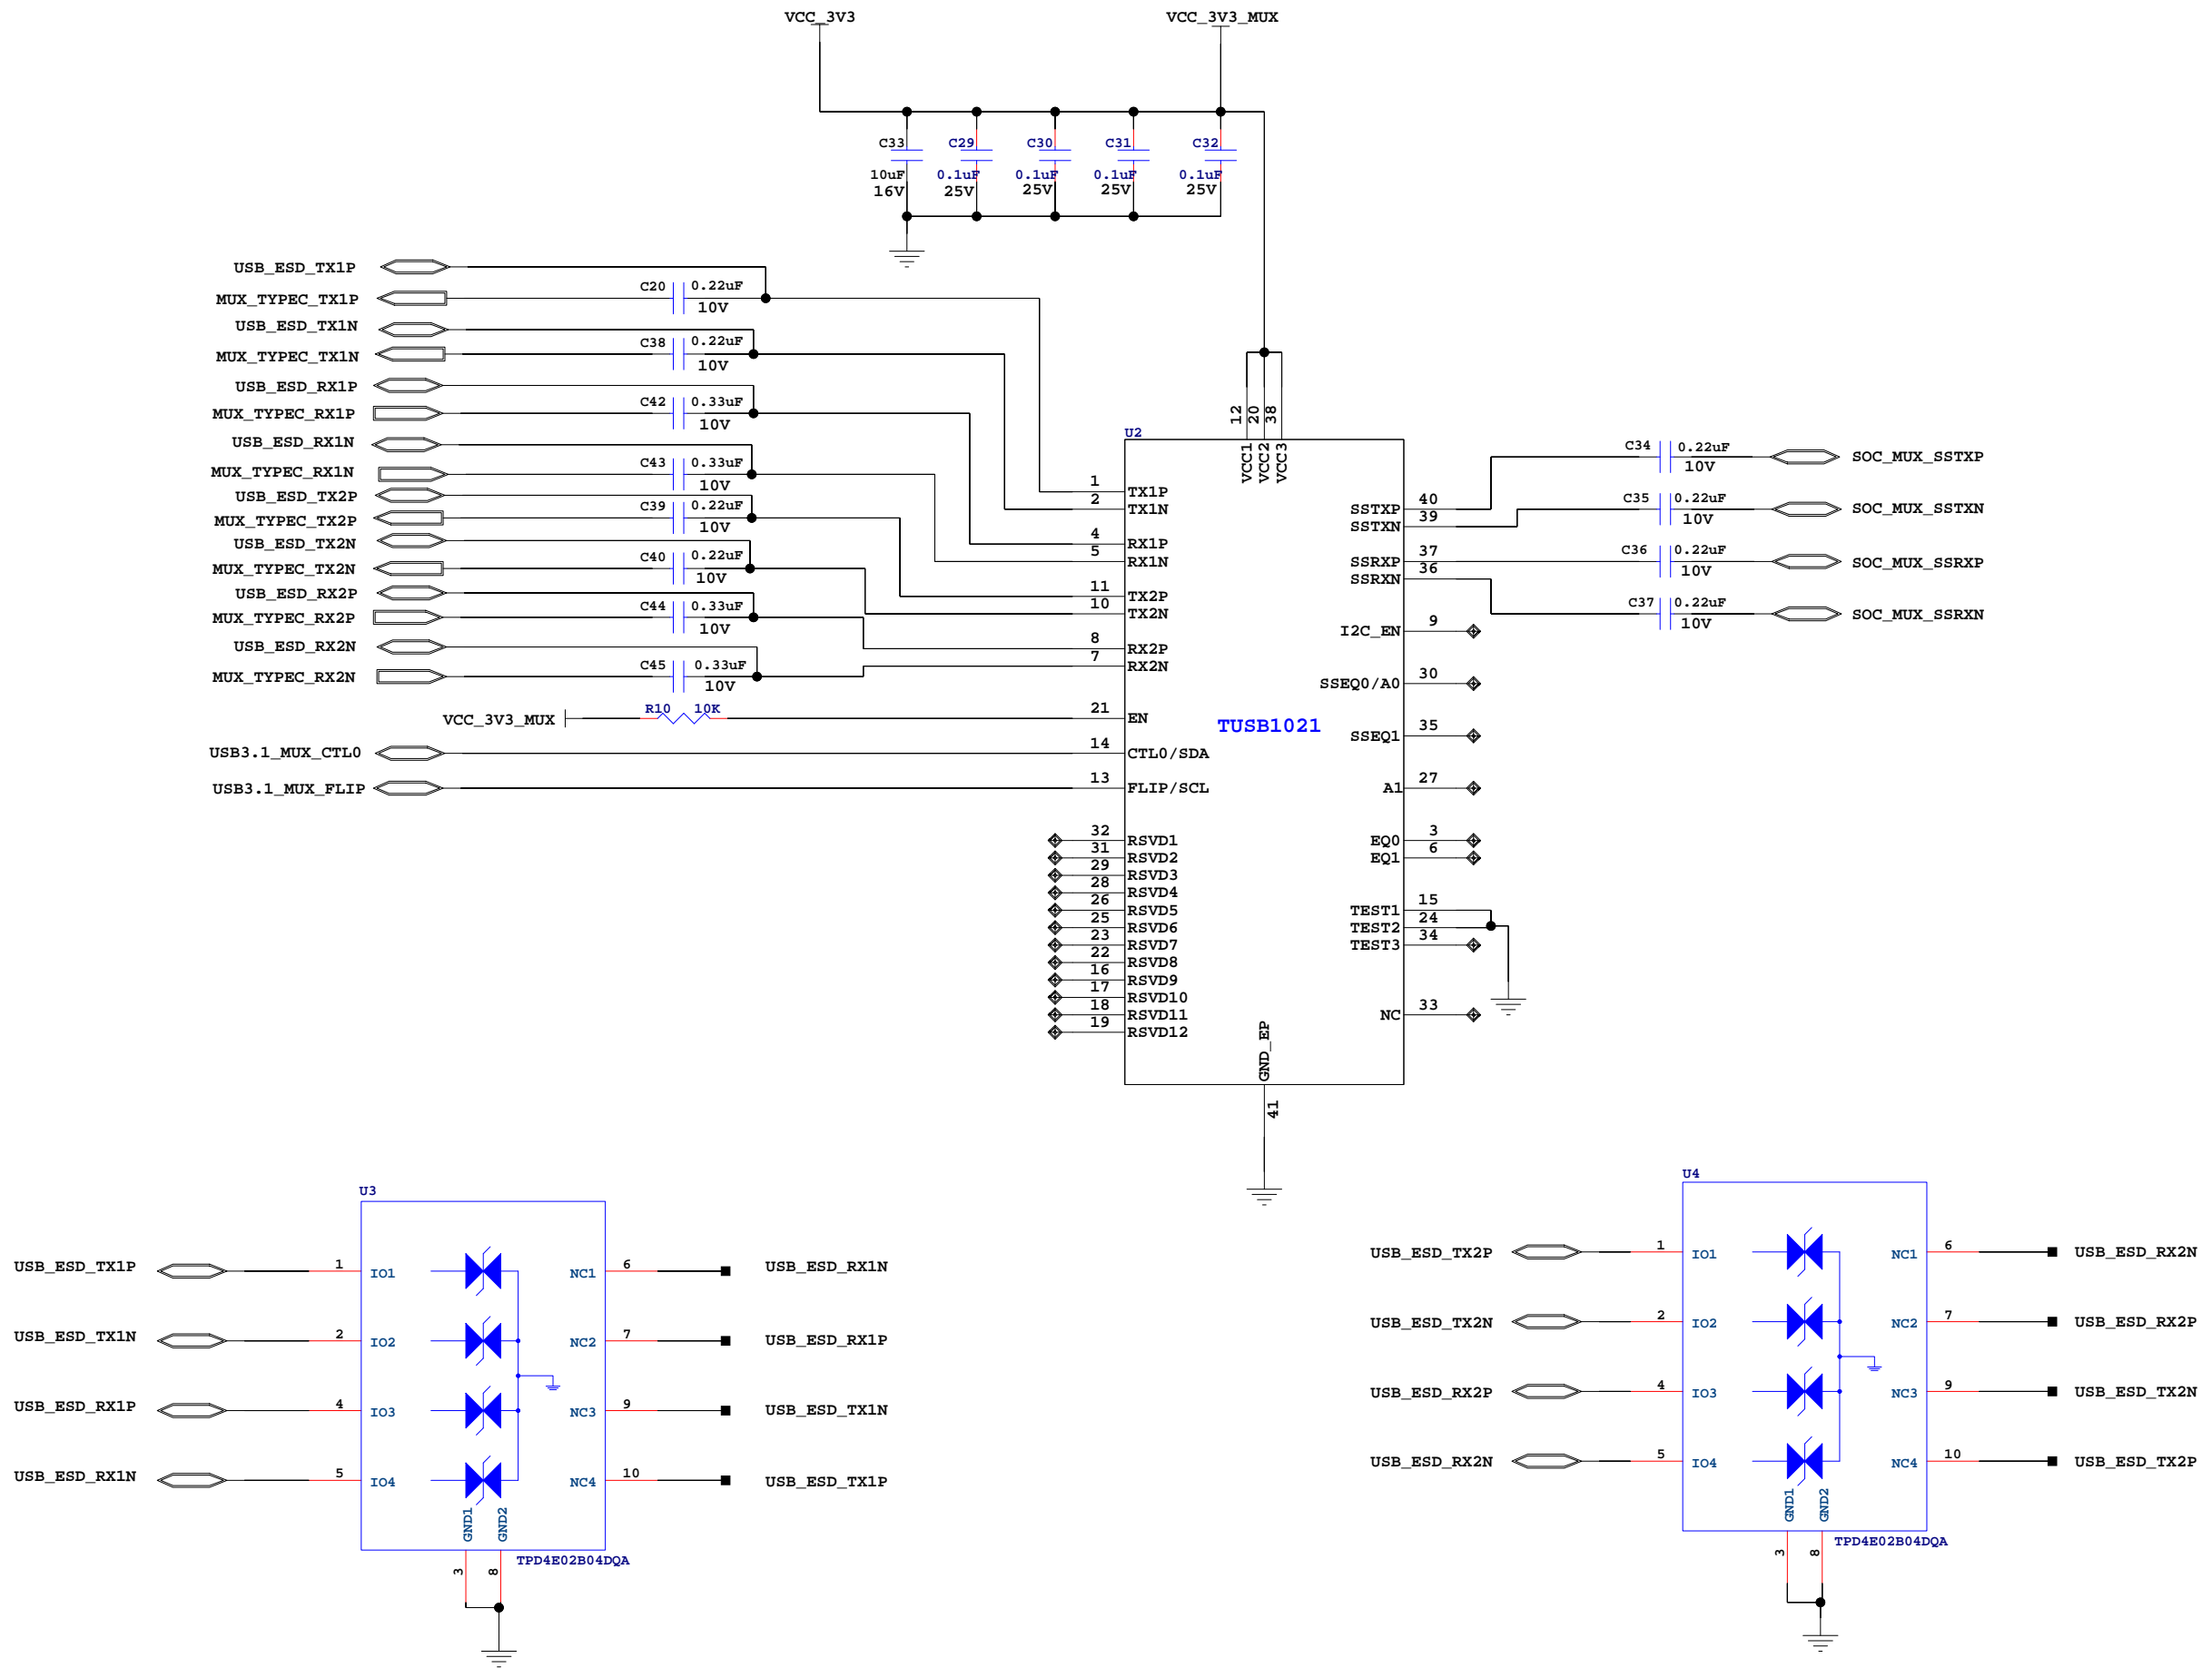 VCC_3V3
VCC_3V3_MUX
C33
C29
C30
C31
C32
10uF
0.1uF
0.1uF
0.1uF
0.1uF
16V
25V
25V
25V
25V
USB_ESD_TX1P
MUX_TYPEC_TX1P
C20
0.22uF
10V
USB_ESD_TX1N
MUX_TYPEC_TX1N
C38
0.22uF
10V
USB_ESD_RX1P
MUX_TYPEC_RX1P
C42
0.33uF
10V
USB_ESD_RX1N
MUX_TYPEC_RX1N
C43
0.33uF
10V
USB_ESD_TX2P
MUX_TYPEC_TX2P
C39
0.22uF
10V
USB_ESD_TX2N
MUX_TYPEC_TX2N
C40
0.22uF
10V
USB_ESD_RX2P
MUX_TYPEC_RX2P
C44
0.33uF
10V
USB_ESD_RX2N
MUX_TYPEC_RX2N
C45
0.33uF
10V
VCC_3V3_MUX
R10
10K
USB3.1_MUX_CTL0
USB3.1_MUX_FLIP
U2
TUSB1021
12
20
38
VCC1
VCC2
VCC3
1
TX1P
2
TX1N
4
RX1P
5
RX1N
11
TX2P
10
TX2N
8
RX2P
7
RX2N
21
EN
14
CTL0/SDA
13
FLIP/SCL
32
RSVD1
31
RSVD2
29
RSVD3
28
RSVD4
26
RSVD5
25
RSVD6
23
RSVD7
22
RSVD8
16
RSVD9
17
RSVD10
18
RSVD11
19
RSVD12
GND_EP
41
SSTXP
40
SSTXN
39
SSRXP
37
SSRXN
36
I2C_EN
9
SSEQ0/A0
30
SSEQ1
35
A1
27
EQ0
3
EQ1
6
TEST1
15
TEST2
24
TEST3
34
NC
33
C34
0.22uF
10V
SOC_MUX_SSTXP
C35
0.22uF
10V
SOC_MUX_SSTXN
C36
0.22uF
10V
SOC_MUX_SSRXP
C37
0.22uF
10V
SOC_MUX_SSRXN
U3
USB_ESD_TX1P
1
IO1
NC1
6
USB_ESD_RX1N
USB_ESD_TX1N
2
IO2
NC2
7
USB_ESD_RX1P
USB_ESD_RX1P
4
IO3
NC3
9
USB_ESD_TX1N
USB_ESD_RX1N
5
IO4
NC4
10
USB_ESD_TX1P
GND1
GND2
TPD4E02B04DQA
3
8
U4
USB_ESD_TX2P
1
IO1
NC1
6
USB_ESD_RX2N
USB_ESD_TX2N
2
IO2
NC2
7
USB_ESD_RX2P
USB_ESD_RX2P
4
IO3
NC3
9
USB_ESD_TX2N
USB_ESD_RX2N
5
IO4
NC4
10
USB_ESD_TX2P
GND1
GND2
TPD4E02B04DQA
3
8